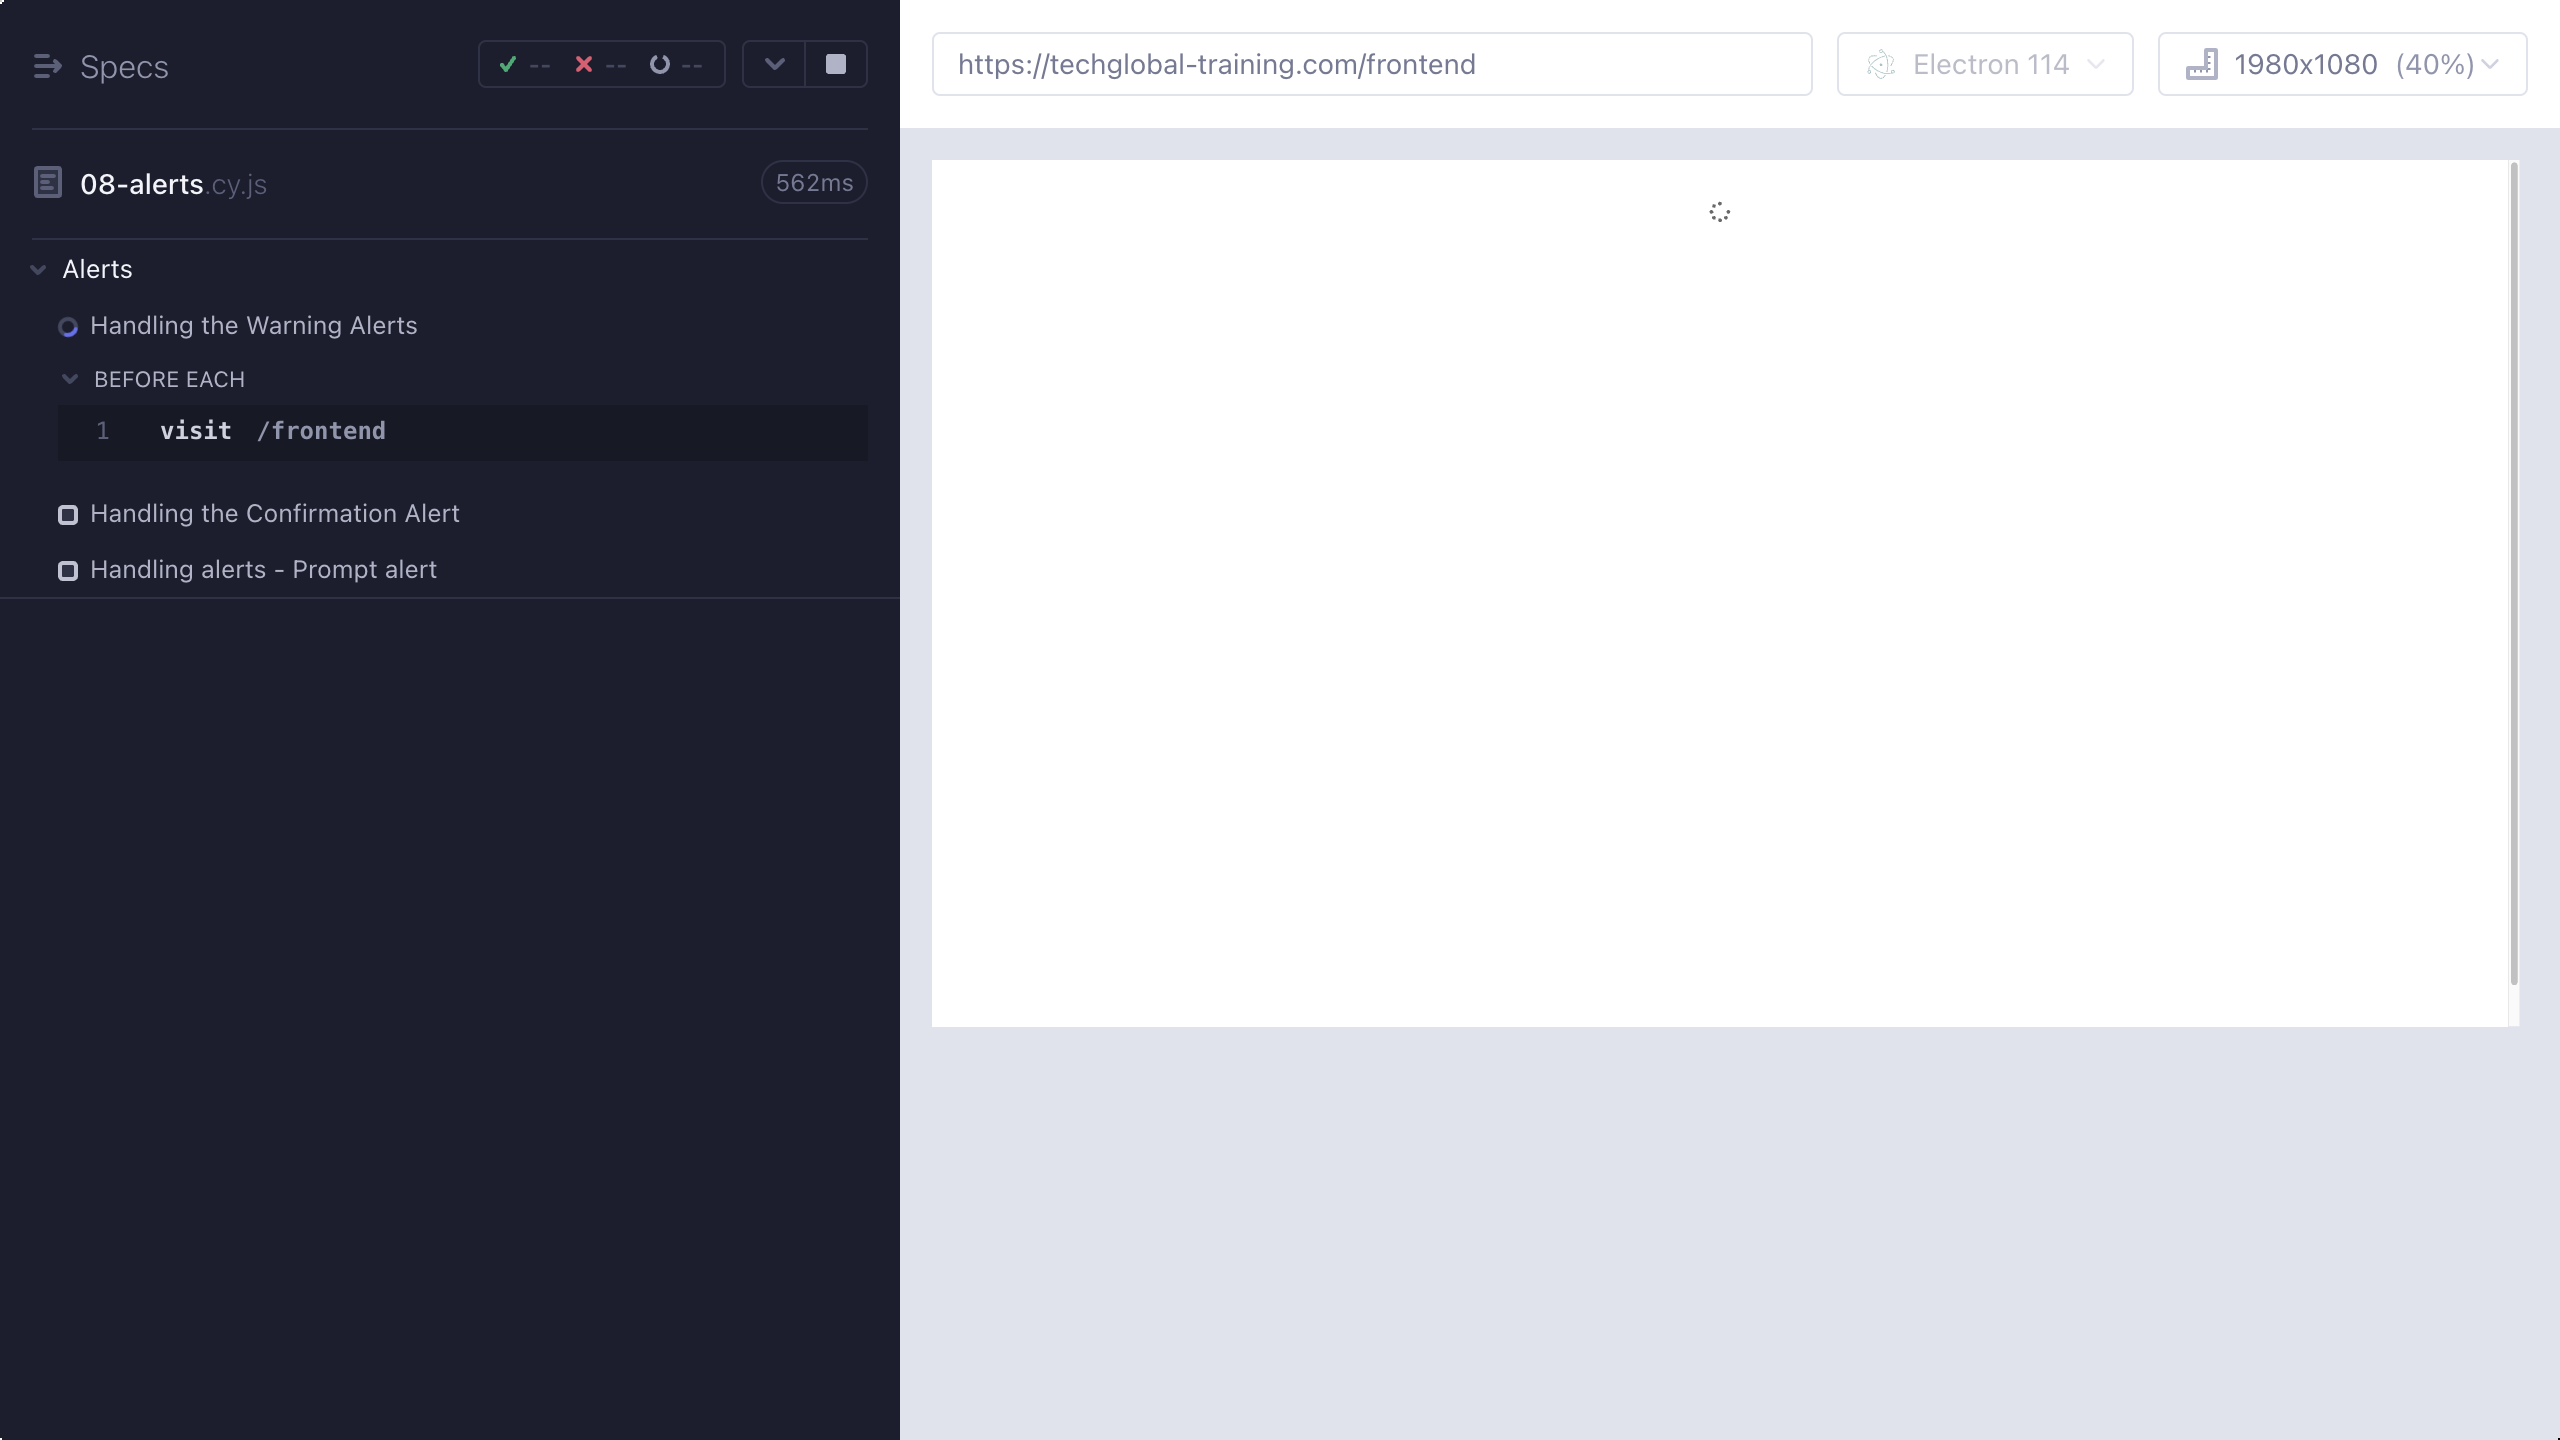 Specs
--
--
--
08-alerts.cy.js
562ms
Alerts
Handling the Warning Alerts
BEFORE EACH
1 visit /frontend
Handling the Confirmation Alert
Handling alerts - Prompt alert
https://techglobal-training.com/frontend
Electron 114
1980x1080 (40%)